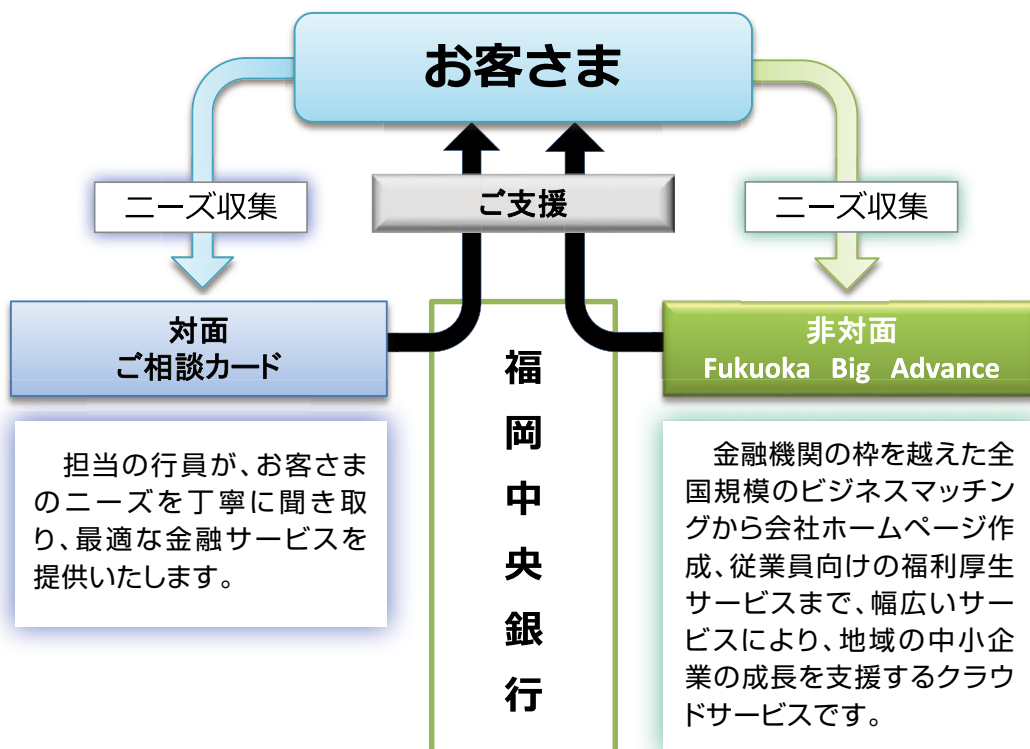 お客さま
ニーズ収集
ご支援
ニーズ収集
対面
ご相談カード
非対面
Fukuoka Big Advance
福
岡
中
央
銀
行
担当の行員が、お客さま
のニーズを丁寧に聞き取
り、最適な金融サービスを
提供いたします。
金融機関の枠を越えた全
国規模のビジネスマッチン
グから会社ホームページ作
成、従業員向けの福利厚生
サービスまで、幅広いサー
ビスにより、地域の中小企
業の成長を支援するクラウ
ドサービスです。